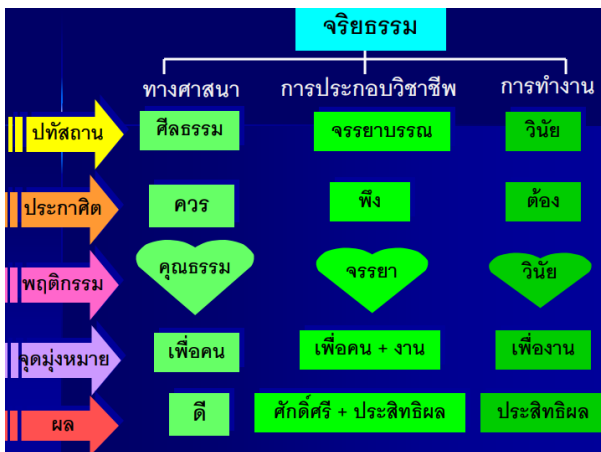 จริยธรรม
ทางศาสนา การประกอบวิชาชีพ การทำงาน
ปทัสถาน ศีลธรรม จรรยาบรรณ วินัย
ประกาศิต ควร พึง ต้อง
พฤติกรรม คุณธรรม จรรยา วินัย
จุดมุ่งหมาย เพื่อคน เพื่อคน + งาน เพื่องาน
ผล ดี ศักดิ์ศรี + ประสิทธิผล ประสิทธิผล